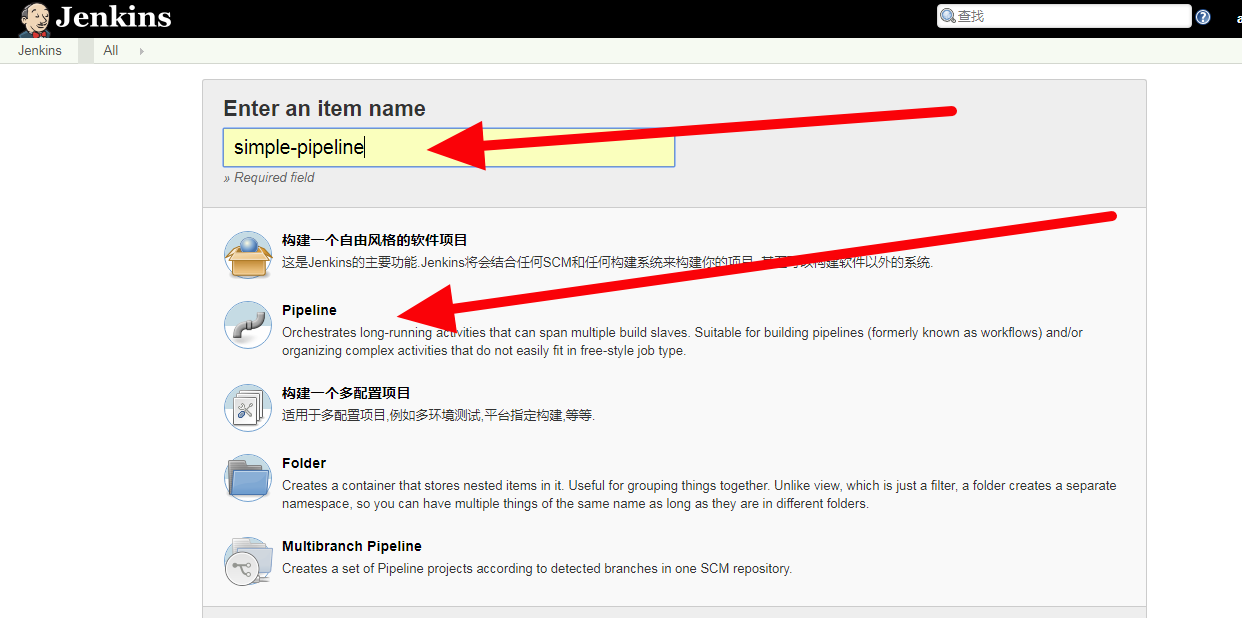 Jenkins
查找
Jenkins
All
Enter an item name
simple-pipeline
» Required field
构建一个自由风格的软件项目
这是Jenkins的主要功能.Jenkins将会结合任何SCM和任何构建系统来构建你的项目, 构建软件以外的系统.
Pipeline
Orchestrates long-running activities that can span multiple build slaves. Suitable for building pipelines (formerly known as workflows) and/or
organizing complex activities that do not easily fit in free-style job type.
构建一个多配置项目
适用于多配置项目,例如多环境测试,平台指定构建,等等.
Folder
Creates a container that stores nested items in it. Useful for grouping things together. Unlike view, which is just a filter, a folder creates a separate
namespace, so you can have multiple things of the same name as long as they are in different folders.
Multibranch Pipeline
Creates a set of Pipeline projects according to detected branches in one SCM repository.